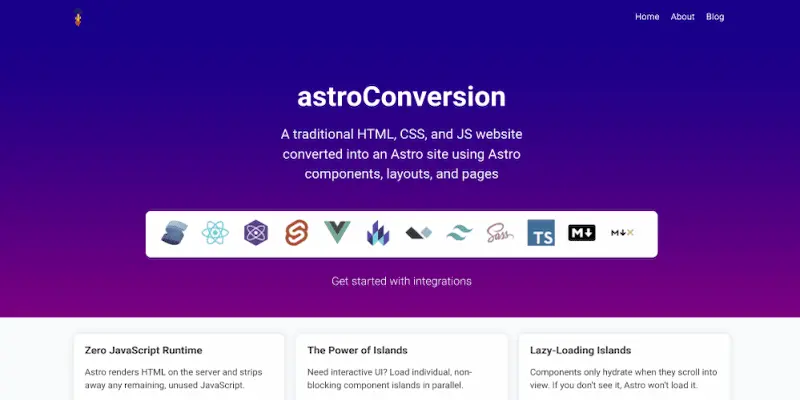 Home About Blog
astroConversion
A traditional HTML, CSS, and JS website
converted into an Astro site using Astro
components, layouts, and pages
TS M M
Get started with integrations
Zero JavaScript Runtime
Astro renders HTML on the server and strips
away any remaining, unused JavaScript.
The Power of Islands
Need interactive UI? Load individual, non-
blocking component islands in parallel.
Lazy-Loading Islands
Components only hydrate when they scroll into
view. If you don't see it, Astro won't load it.